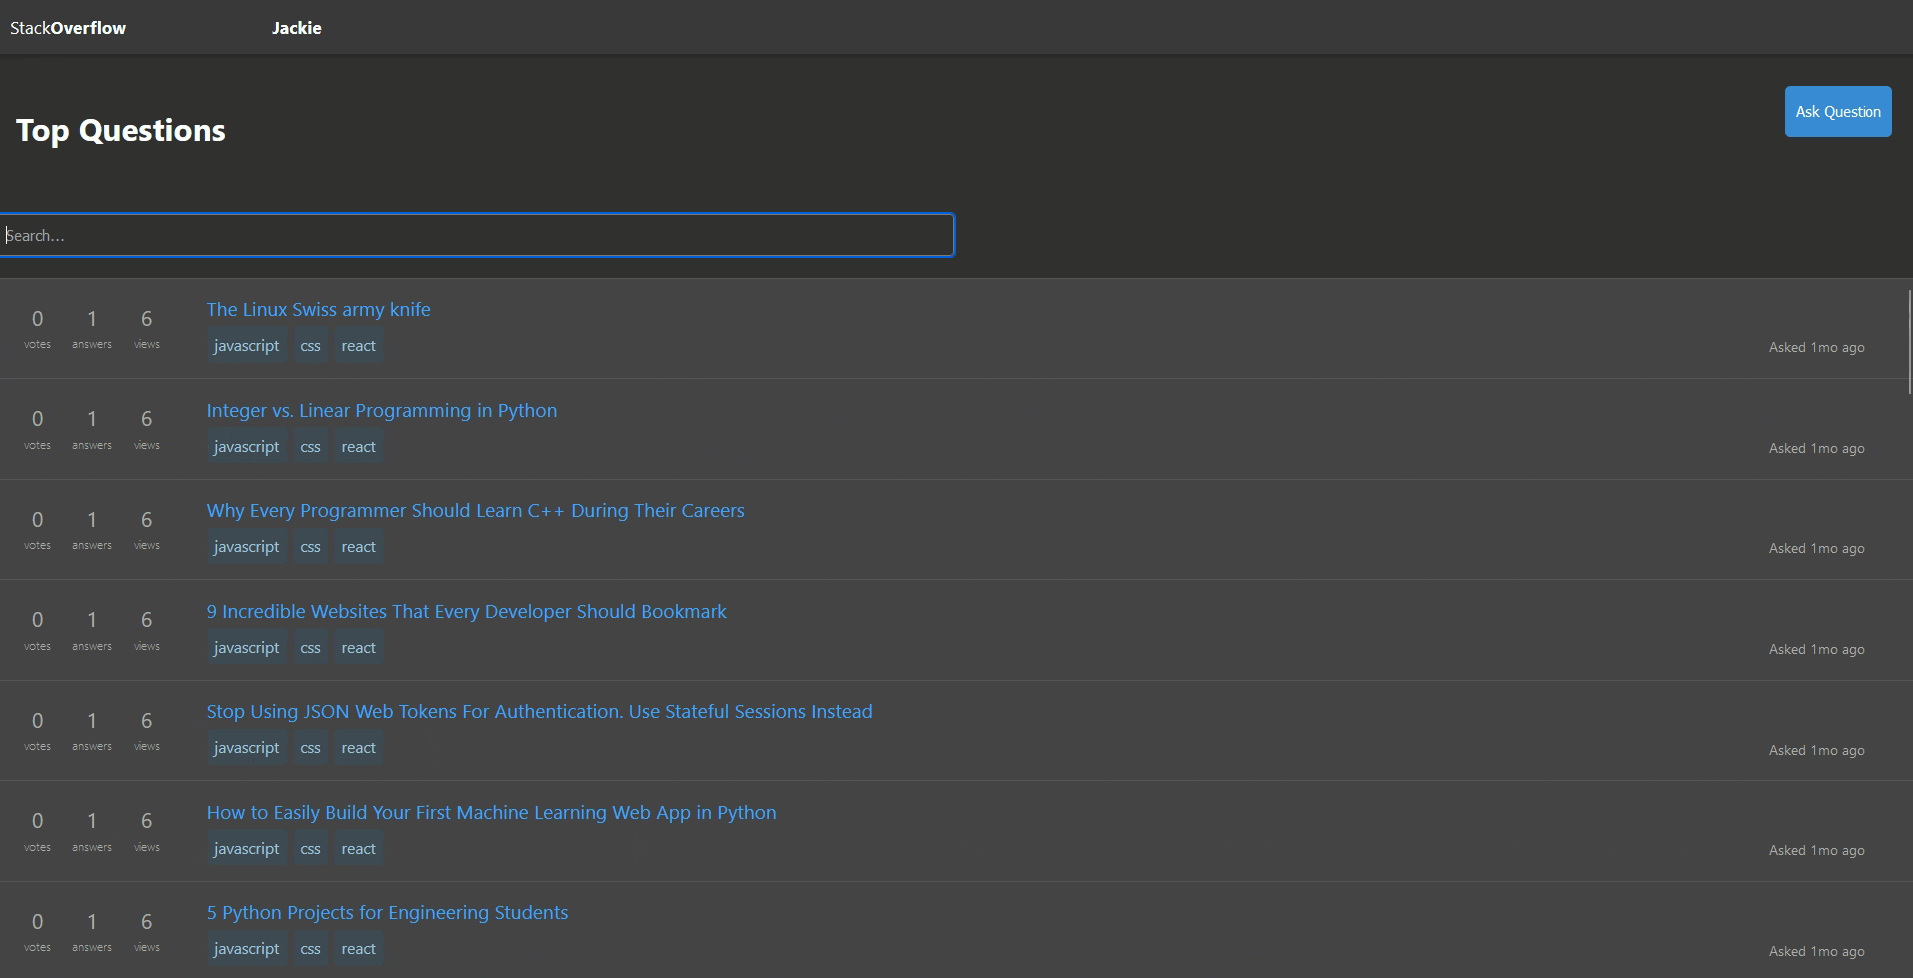 StackOverflow Jackie
Top Questions
Ask Question
Search...
0 1 6
votes answers views
The Linux Swiss army knife
javascript css react
Asked 1mo ago
0 1 6
votes answers views
Integer vs. Linear Programming in Python
javascript css react
Asked 1mo ago
0 1 6
votes answers views
Why Every Programmer Should Learn C++ During Their Careers
javascript css react
Asked 1mo ago
0 1 6
votes answers views
9 Incredible Websites That Every Developer Should Bookmark
javascript css react
Asked 1mo ago
0 1 6
votes answers views
Stop Using JSON Web Tokens For Authentication. Use Stateful Sessions Instead
javascript css react
Asked 1mo ago
0 1 6
votes answers views
How to Easily Build Your First Machine Learning Web App in Python
javascript css react
Asked 1mo ago
0 1 6
votes answers views
5 Python Projects for Engineering Students
javascript css react
Asked 1mo ago